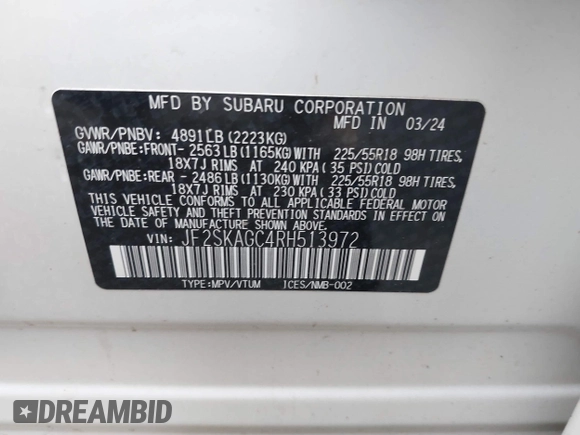 MFD BY SUBARU CORPORATION
MFD IN 03/24
GVWR/PNBV: 4891LB (2223KG)
GAWR/PNBE:FRONT- 2563LB (1165KG)WITH 225/55R18 98H TIRES,
18X7J RIMS AT 240 KPA (35 PSI)COLD
GAWR/PNBE:REAR - 2486LB (1130KG)WITH 225/55R18 98H TIRES,
18X7J RIMS AT 230 KPA (33 PSI)COLD
THIS VEHICLE CONFORMS TO ALL APPLICABLE FEDERAL MOTOR
VEHICLE SAFETY AND THEFT PREVENTION STANDARDS IN EFFECT ON
THE DATE OF MANUFACTURE SHOWN ABOVE.
VIN: JF2SKAGC4RH513972
TYPE:MPV/VTUM ICES/NMB-002
DREAMBID